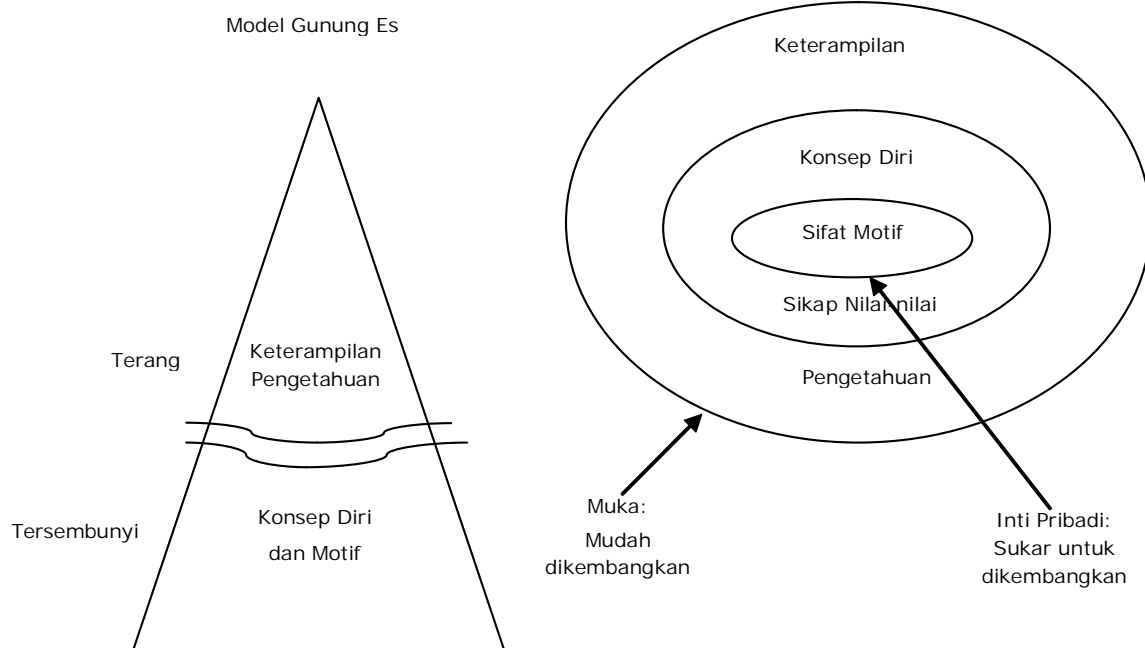 Model Gunung Es
Terang
Keterampilan
Pengetahuan
Tersembunyi
Konsep Diri
dan Motif
Keterampilan
Konsep Diri
Sifat Motif
Sikap Nilai-nilai
Pengetahuan
Muka:
Mudah
dikembangkan
Inti Pribadi:
Sukar untuk
dikembangkan